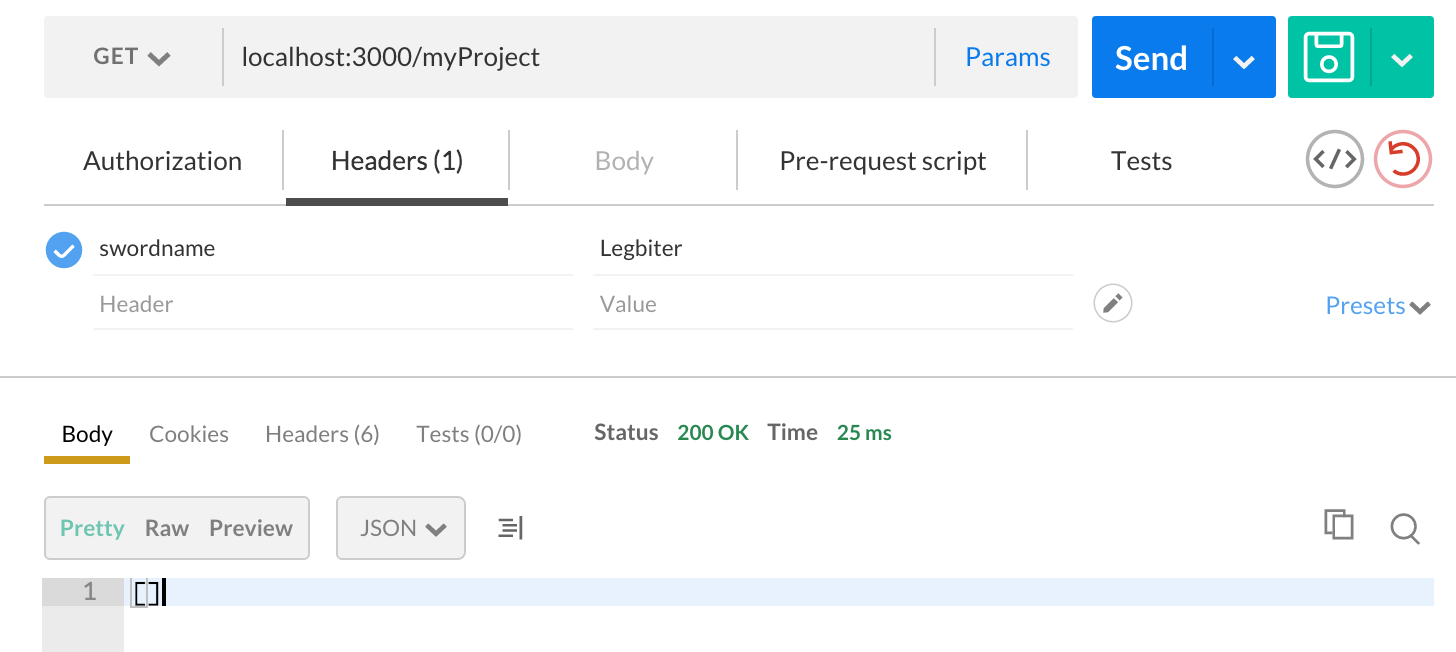 GET localhost:3000/myProject Params Send
Authorization Headers (1) Body Pre-request script Tests </>
swordname Legbiter
Header Value Presets
Body Cookies Headers (6) Tests (0/0) Status 200 OK Time 25 ms
Pretty Raw Preview JSON
1 []